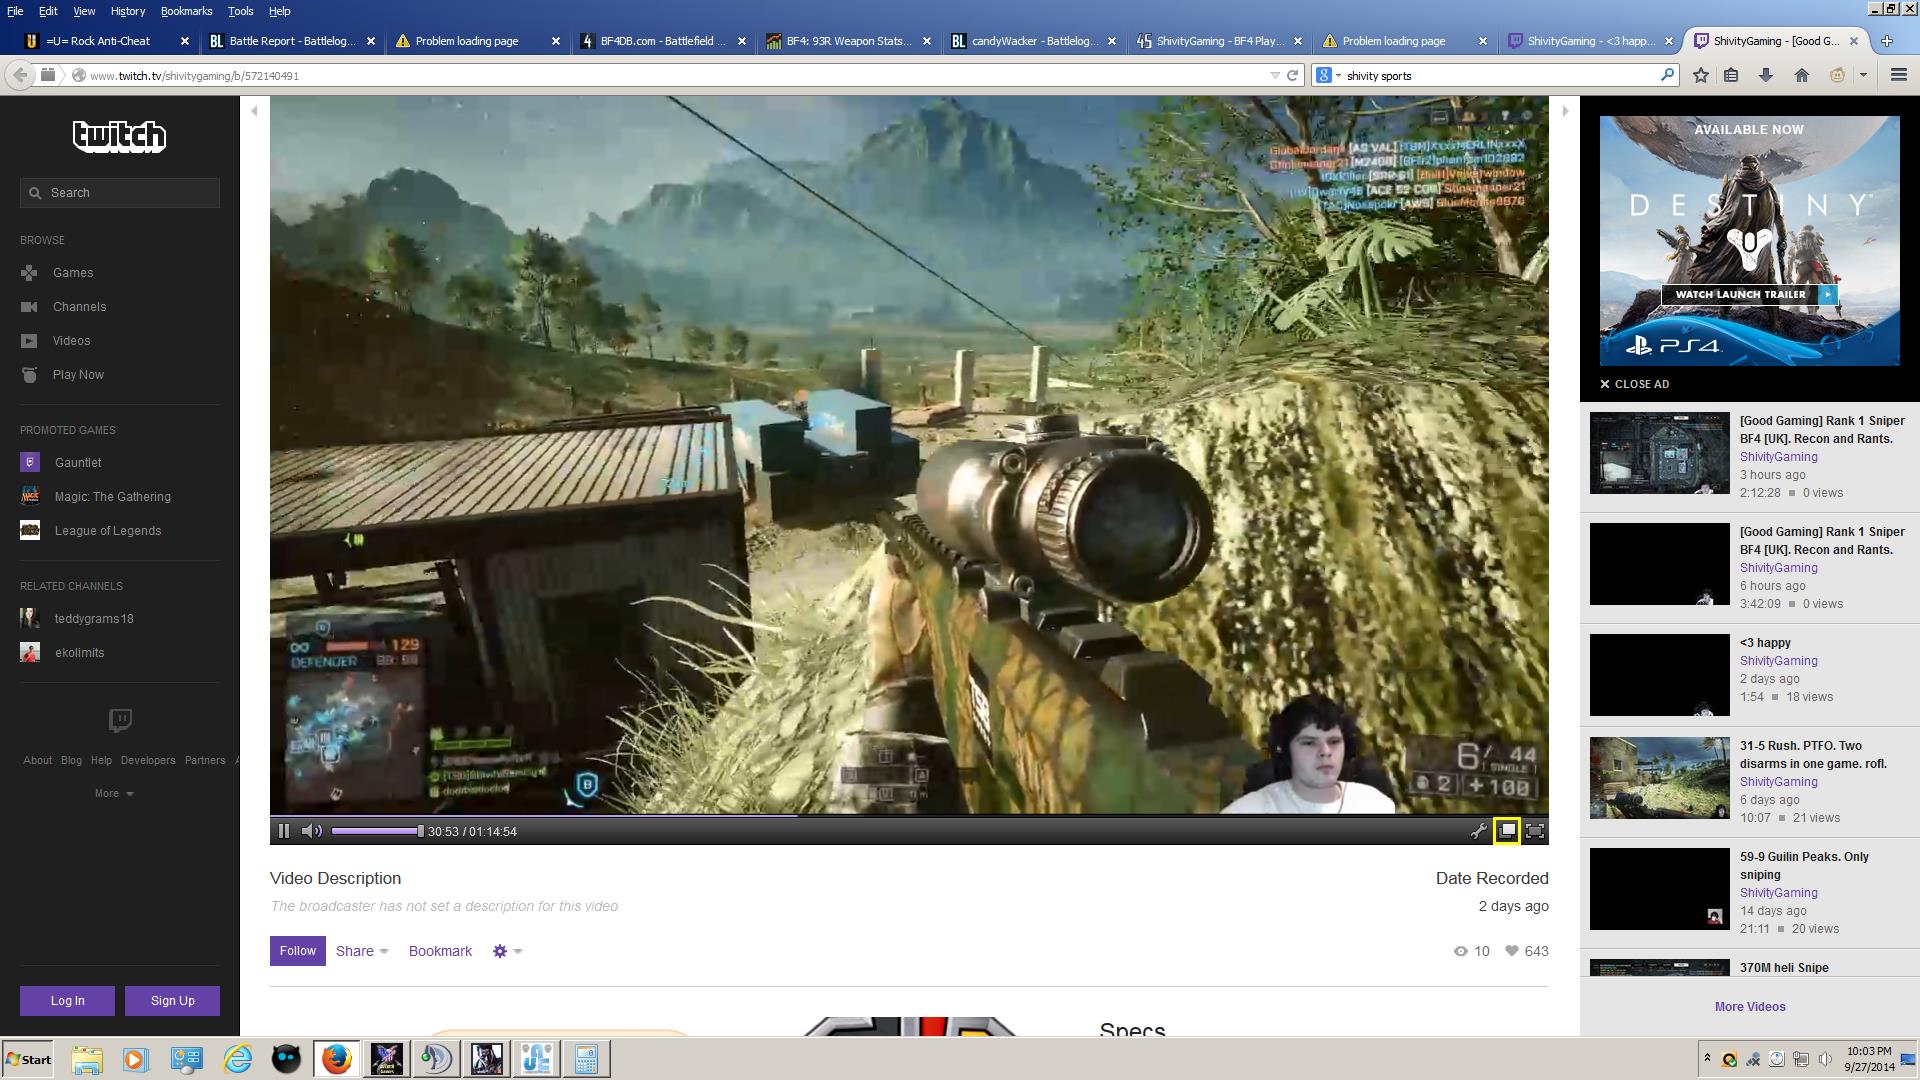 File Edit View History Bookmarks Tools Help
=U= Rock Anti-Cheat
Battle Report - Battlelog...
Problem loading page
BF4DB.com - Battlefield ...
BF4: 93R Weapon Stats...
candyWacker - Battlelog...
ShivityGaming - BF4 Play...
Problem loading page
ShivityGaming - <3 happ...
ShivityGaming - [Good G...
www.twitch.tv/shivitygaming/b/572140491
shivity sports
twitch
Search
BROWSE
Games
Channels
Videos
Play Now
PROMOTED GAMES
Gauntlet
Magic: The Gathering
League of Legends
RELATED CHANNELS
teddygrams18
ekolimits
About Blog Help Developers Partners
More
Log In Sign Up
129
DEFENDER
6/ 44
SINGLE
2 +100
30:53 / 01:14:54
Video Description
The broadcaster has not set a description for this video
Date Recorded
2 days ago
Follow Share Bookmark
10 643
Specs
AVAILABLE NOW
DESTINY
WATCH LAUNCH TRAILER
PS4
CLOSE AD
[Good Gaming] Rank 1 Sniper
BF4 [UK]. Recon and Rants.
ShivityGaming
3 hours ago
2:12:28 0 views
[Good Gaming] Rank 1 Sniper
BF4 [UK]. Recon and Rants.
ShivityGaming
6 hours ago
3:42:09 0 views
<3 happy
ShivityGaming
2 days ago
1:54 18 views
31-5 Rush. PTFO. Two
disarms in one game. rofl.
ShivityGaming
6 days ago
10:07 21 views
59-9 Guilin Peaks. Only
sniping
ShivityGaming
14 days ago
21:11 20 views
370M heli Snipe
More Videos
Start
10:03 PM
9/27/2014